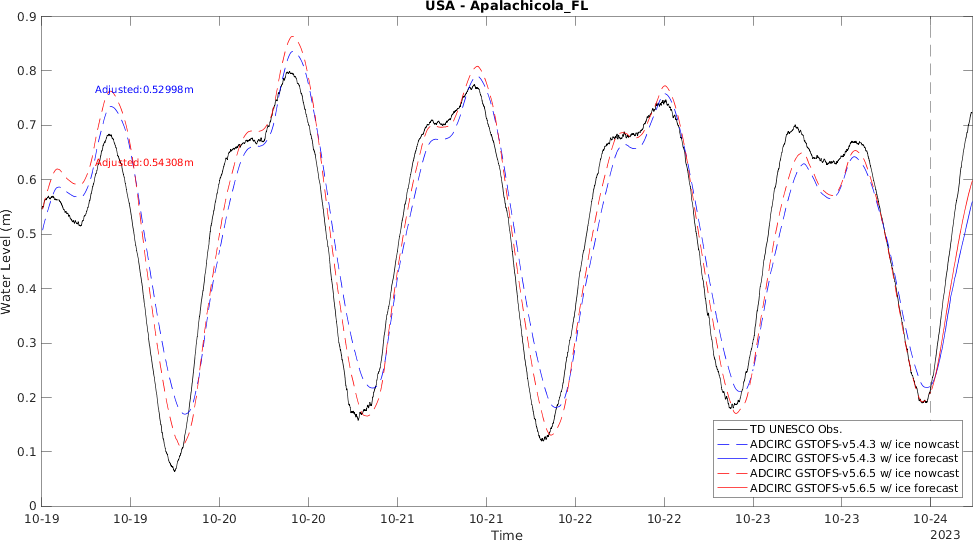 USA - Apalachicola_FL
0.9
0.8
0.7
0.6
0.5
0.4
0.3
0.2
0.1
0
Water Level (m)
Adjusted:0.52998m
Adjusted:0.54308m
TD UNESCO Obs.
ADCIRC GSTOFS-v5.4.3 w/ ice nowcast
ADCIRC GSTOFS-v5.4.3 w/ ice forecast
ADCIRC GSTOFS-v5.6.5 w/ ice nowcast
ADCIRC GSTOFS-v5.6.5 w/ ice forecast
10-19 10-19 10-20 10-20 10-21 10-21 10-22 10-22 10-23 10-23 10-24
Time 2023